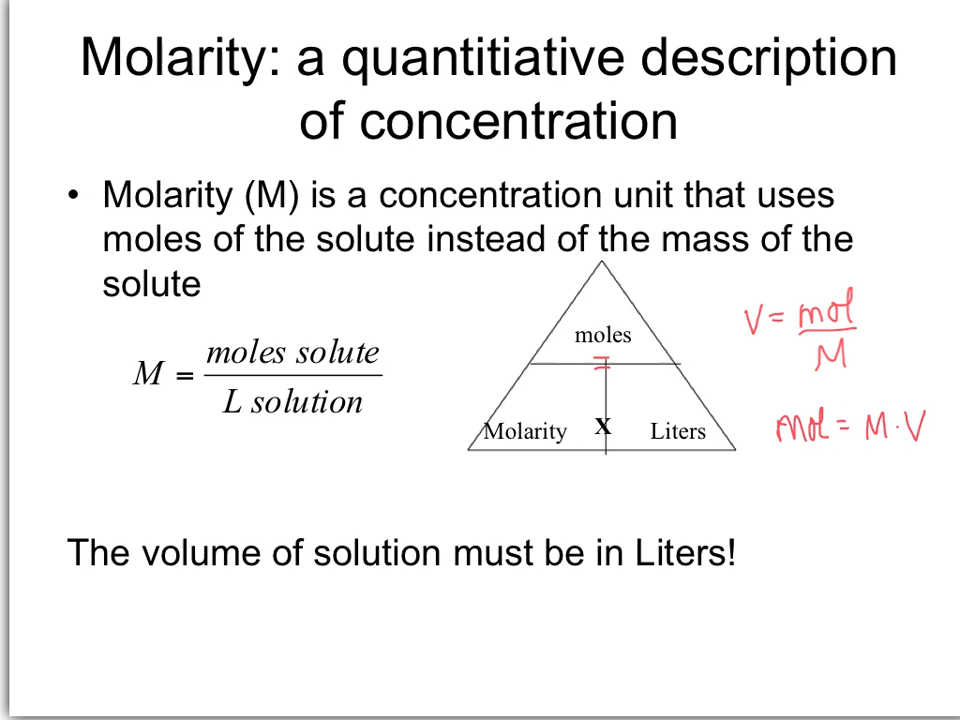 Molarity: a quantitiative description
of concentration
• Molarity (M) is a concentration unit that uses
moles of the solute instead of the mass of the
solute
M = moles solute / L solution
moles
=
Molarity X Liters
V = mol / M
mol = M · V
The volume of solution must be in Liters!